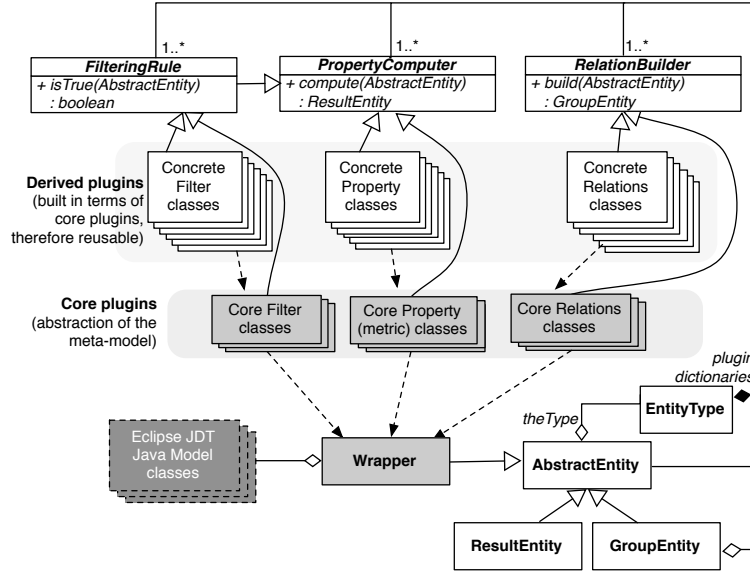 1..*
1..*
1..*
FilteringRule
+ isTrue(AbstractEntity)
: boolean
PropertyComputer
+ compute(AbstractEntity)
: ResultEntity
RelationBuilder
+ build(AbstractEntity)
: GroupEntity
Derived plugins
(built in terms of
core plugins,
therefore reusable)
Concrete
Filter
classes
Concrete
Property
classes
Concrete
Relations
classes
Core plugins
(abstraction of the
meta-model)
Core Filter
classes
Core Property
(metric) classes
Core Relations
classes
plugin
dictionaries
EntityType
theType
Eclipse JDT
Java Model
classes
Wrapper
AbstractEntity
ResultEntity
GroupEntity